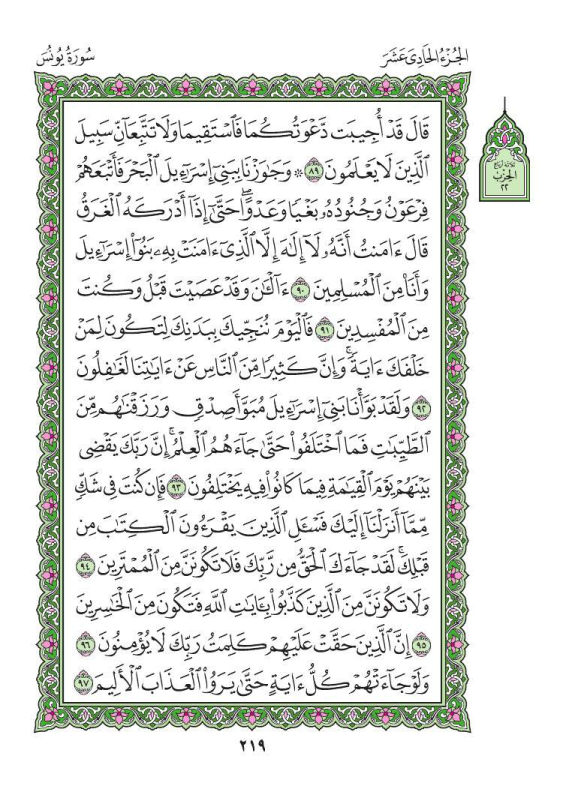 سُورَةُ يُونُسَ
الجُزْءُ الحَادِيَ عَشَرَ
قَالَ قَدْ أُجِيبَت دَّعْوَتُكُمَا فَٱسْتَقِيمَا وَلَا تَتَّبِعَآنِّ سَبِيلَ
ٱلَّذِينَ لَا يَعْلَمُونَ ٨٩ ۞ وَجَٰوَزْنَا بِبَنِيٓ إِسْرَٰٓءِيلَ ٱلْبَحْرَ فَأَتْبَعَهُمْ
فِرْعَوْنُ وَجُنُودُهُۥ بَغْيًا وَعَدْوًا ۖ حَتَّىٰٓ إِذَآ أَدْرَكَهُ ٱلْغَرَقُ
قَالَ ءَامَنتُ أَنَّهُۥ لَآ إِلَٰهَ إِلَّا ٱلَّذِيٓ ءَامَنَتْ بِهِۦ بَنُوٓا۟ إِسْرَٰٓءِيلَ
وَأَنَا۠ مِنَ ٱلْمُسْلِمِينَ ٩٠ ءَآلْـَٰٔنَ وَقَدْ عَصَيْتَ قَبْلُ وَكُنتَ
مِنَ ٱلْمُفْسِدِينَ ٩١ فَٱلْيَوْمَ نُنَجِّيكَ بِبَدَنِكَ لِتَكُونَ لِمَنْ
خَلْفَكَ ءَايَةً ۚ وَإِنَّ كَثِيرًا مِّنَ ٱلنَّاسِ عَنْ ءَايَٰتِنَا لَغَٰفِلُونَ
٩٢ وَلَقَدْ بَوَّأْنَا بَنِيٓ إِسْرَٰٓءِيلَ مُبَوَّأَ صِدْقٍ وَرَزَقْنَٰهُم مِّنَ
ٱلطَّيِّبَٰتِ فَمَا ٱخْتَلَفُوا۟ حَتَّىٰ جَآءَهُمُ ٱلْعِلْمُ ۚ إِنَّ رَبَّكَ يَقْضِي
بَيْنَهُمْ يَوْمَ ٱلْقِيَٰمَةِ فِيمَا كَانُوا۟ فِيهِ يَخْتَلِفُونَ ٩٣ فَإِن كُنتَ فِي شَكٍّ
مِّمَّآ أَنزَلْنَآ إِلَيْكَ فَسْـَٔلِ ٱلَّذِينَ يَقْرَءُونَ ٱلْكِتَٰبَ مِن
قَبْلِكَ ۚ لَقَدْ جَآءَكَ ٱلْحَقُّ مِن رَّبِّكَ فَلَا تَكُونَنَّ مِنَ ٱلْمُمْتَرِينَ ٩٤
وَلَا تَكُونَنَّ مِنَ ٱلَّذِينَ كَذَّبُوا۟ بِـَٔايَٰتِ ٱللَّهِ فَتَكُونَ مِنَ ٱلْخَٰسِرِينَ
٩٥ إِنَّ ٱلَّذِينَ حَقَّتْ عَلَيْهِمْ كَلِمَتُ رَبِّكَ لَا يُؤْمِنُونَ ٩٦
وَلَوْ جَآءَتْهُمْ كُلُّ ءَايَةٍ حَتَّىٰ يَرَوُا۟ ٱلْعَذَابَ ٱلْأَلِيمَ ٩٧
ثلاثة أرباع
الحزب
٢٢
٢١٩